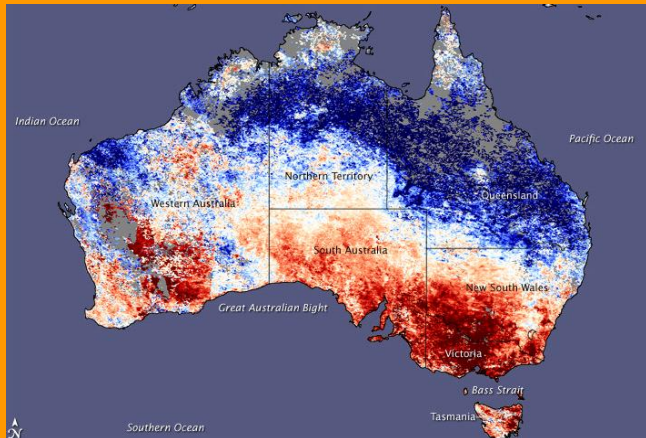 Indian Ocean
Pacific Ocean
Northern Territory
Queensland
Western Australia
South Australia
New South Wales
Great Australian Bight
Victoria
Bass Strait
Tasmania
Southern Ocean
N